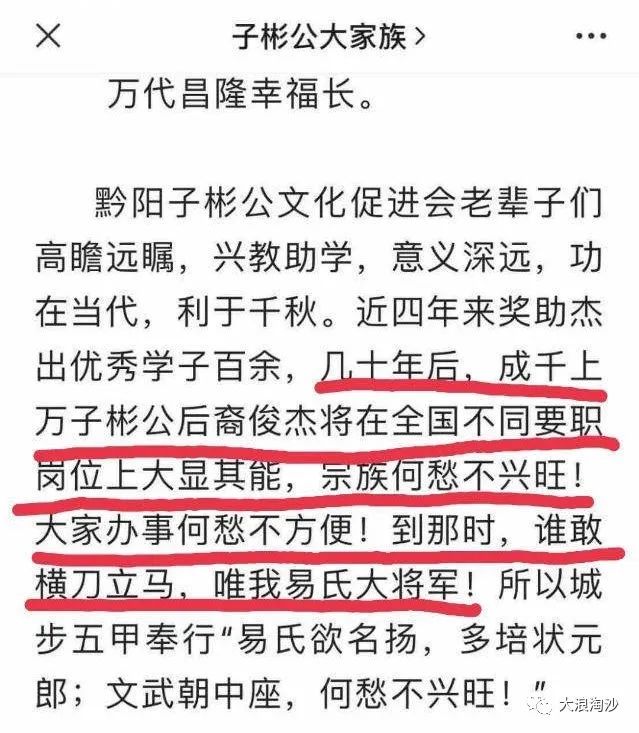 子彬公大家族
万代昌隆幸福长。
黔阳子彬公文化促进会老辈子们
高瞻远瞩，兴教助学，意义深远，功
在当代，利于千秋。近四年来奖助杰
出优秀学子百余，几十年后，成千上
万子彬公后裔俊杰将在全国不同要职
岗位上大显其能，宗族何愁不兴旺！
大家办事何愁不方便！到那时，谁敢
横刀立马，唯我易氏大将军！所以城
步五甲奉行“易氏欲名扬，多培状元
郎；文武朝中座，何愁不兴旺！”
大浪淘沙